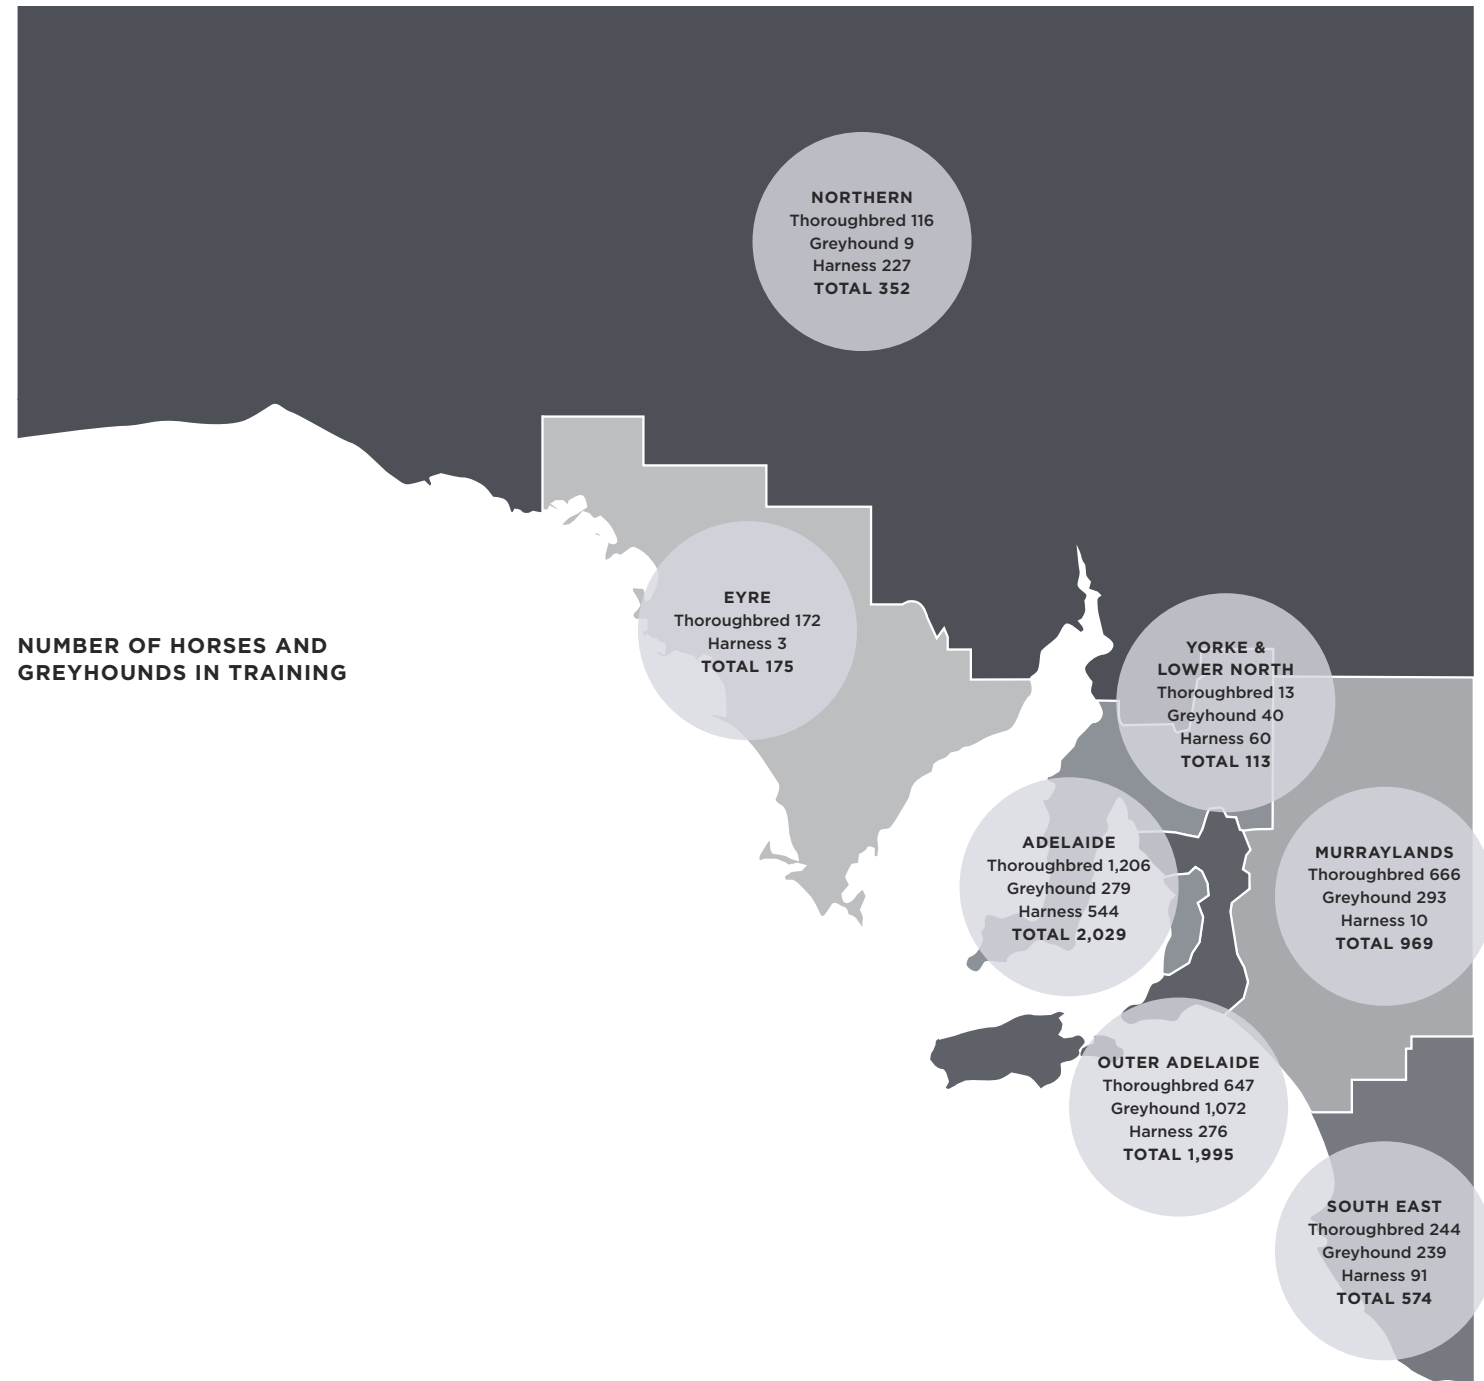 NORTHERN
Thoroughbred 116
Greyhound 9
Harness 227
TOTAL 352
EYRE
Thoroughbred 172
Harness 3
TOTAL 175
NUMBER OF HORSES AND
GREYHOUNDS IN TRAINING
YORKE &
LOWER NORTH
Thoroughbred 13
Greyhound 40
Harness 60
TOTAL 113
ADELAIDE
Thoroughbred 1,206
Greyhound 279
Harness 544
TOTAL 2,029
MURRAYLANDS
Thoroughbred 666
Greyhound 293
Harness 10
TOTAL 969
OUTER ADELAIDE
Thoroughbred 647
Greyhound 1,072
Harness 276
TOTAL 1,995
SOUTH EAST
Thoroughbred 244
Greyhound 239
Harness 91
TOTAL 574